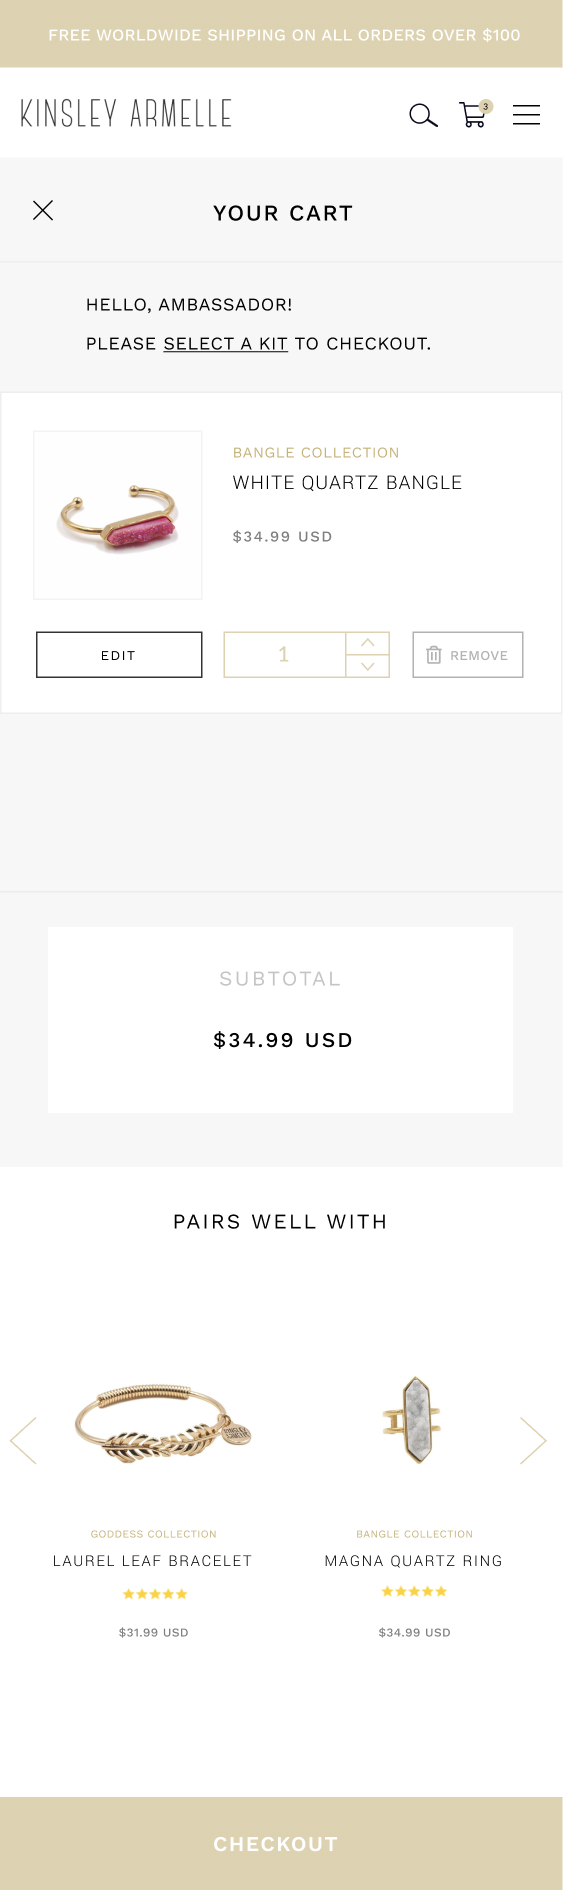 FREE WORLDWIDE SHIPPING ON ALL ORDERS OVER $100
KINSLEY ARMELLE
3
YOUR CART
HELLO, AMBASSADOR!
PLEASE SELECT A KIT TO CHECKOUT.
BANGLE COLLECTION
WHITE QUARTZ BANGLE
$34.99 USD
EDIT
1
REMOVE
SUBTOTAL
$34.99 USD
PAIRS WELL WITH
KINSLEY
ARMELLE
GODDESS COLLECTION
LAUREL LEAF BRACELET
$31.99 USD
BANGLE COLLECTION
MAGNA QUARTZ RING
$34.99 USD
CHECKOUT